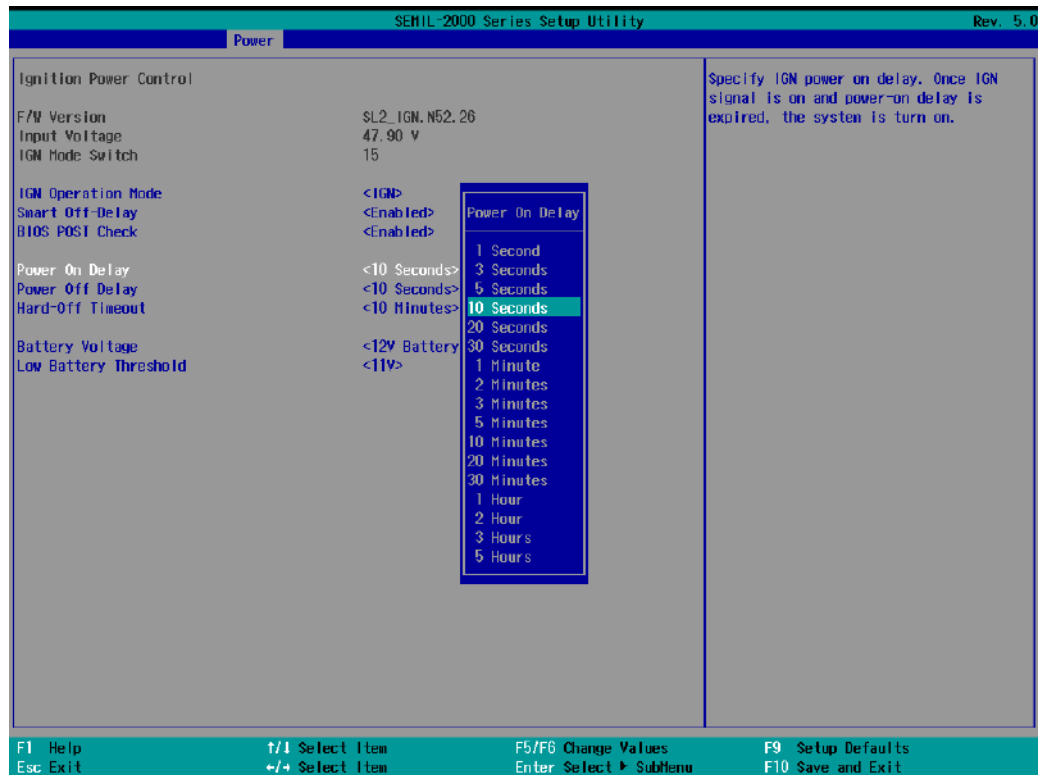 SEMIL-2000 Series Setup Utility Rev. 5.0
Power
Ignition Power Control
F/W Version SL2_IGN.N52.26
Input Voltage 47.90 V
IGN Mode Switch 15
IGN Operation Mode <IGN>
Smart Off-Delay <Enabled>
BIOS POST Check <Enabled>
Power On Delay <10 Seconds>
Power Off Delay <10 Seconds>
Hard-Off Timeout <10 Minutes>
Battery Voltage <12V Battery
Low Battery Threshold <11V>
Power On Delay
1 Second
3 Seconds
5 Seconds
10 Seconds
20 Seconds
30 Seconds
1 Minute
2 Minutes
3 Minutes
5 Minutes
10 Minutes
20 Minutes
30 Minutes
1 Hour
2 Hour
3 Hours
5 Hours
Specify IGN power on delay. Once IGN
signal is on and power-on delay is
expired, the system is turn on.
F1 Help ↑/↓ Select Item F5/F6 Change Values F9 Setup Defaults
Esc Exit ←/→ Select Item Enter Select ▶ SubMenu F10 Save and Exit